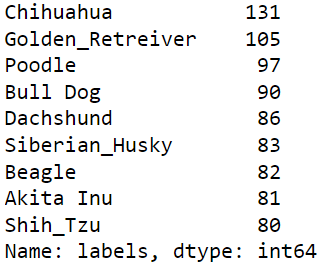 Chihuahua 131
Golden_Retreiver 105
Poodle 97
Bull Dog 90
Dachshund 86
Siberian_Husky 83
Beagle 82
Akita Inu 81
Shih_Tzu 80
Name: labels, dtype: int64